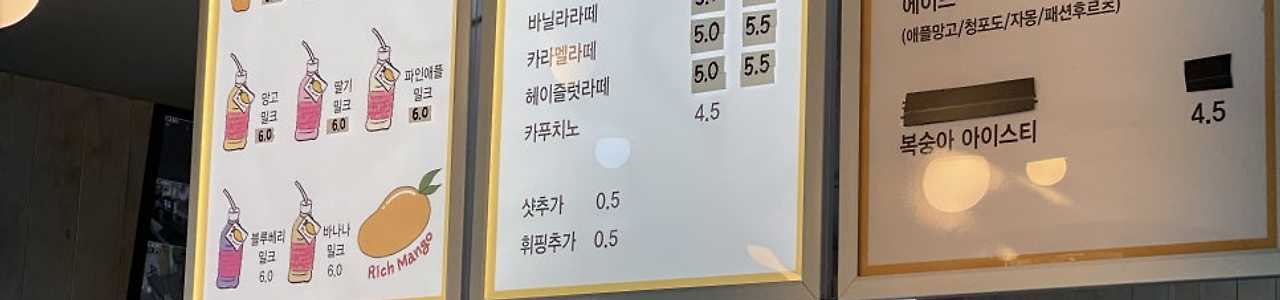 망고
밀크
6.0
딸기
밀크
6.0
파인애플
밀크
6.0
블루베리
밀크
6.0
바나나
밀크
6.0
Rich Mango
바닐라라떼 5.0 5.5
카라멜라떼 5.0 5.5
헤이즐럿라떼
카푸치노 4.5
샷추가 0.5
휘핑추가 0.5
에이드
(애플망고/청포도/자몽/패션후르츠)
복숭아 아이스티 4.5